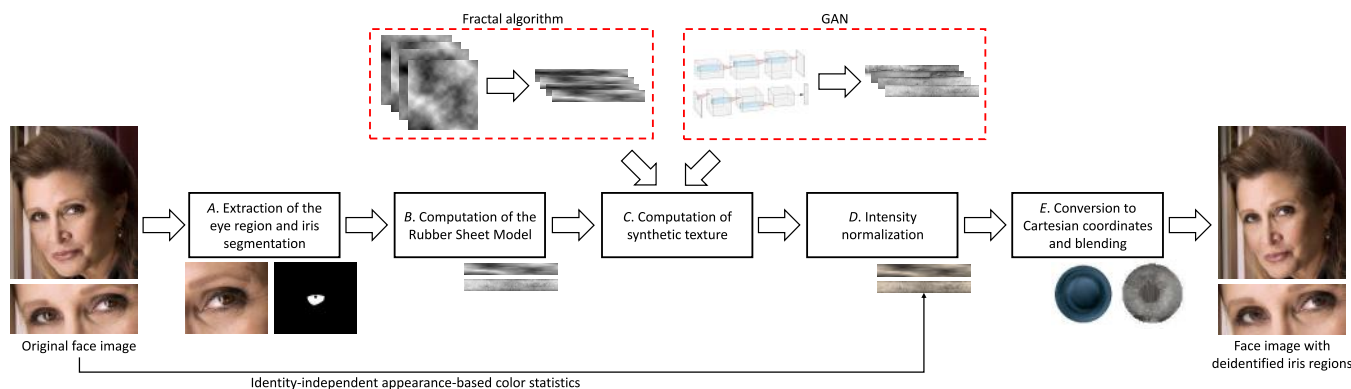 Fractal algorithm
GAN
A. Extraction of the
eye region and iris
segmentation
B. Computation of the
Rubber Sheet Model
C. Computation of
synthetic texture
D. Intensity
normalization
E. Conversion to
Cartesian coordinates
and blending
Original face image
Face image with
deidentified iris regions
Identity-independent appearance-based color statistics